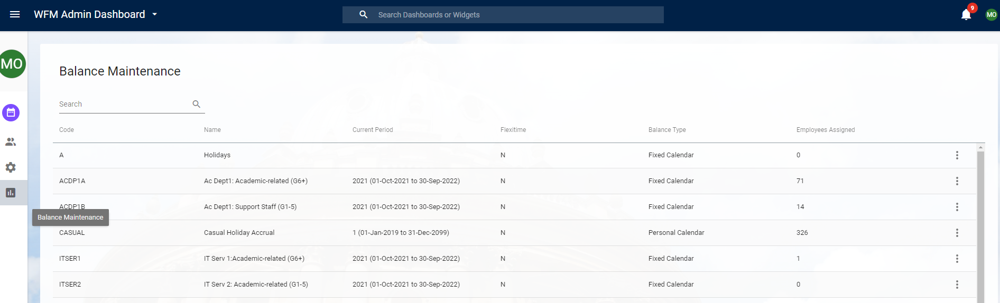 WFM Admin Dashboard
Search Dashboards or Widgets
9
MO
MO
Balance Maintenance
Search
Code Name Current Period Flexitime Balance Type Employees Assigned
A Holidays N Fixed Calendar 0
ACDP1A Ac Dept1: Academic-related (G6+) 2021 (01-Oct-2021 to 30-Sep-2022) N Fixed Calendar 71
ACDP1B Ac Dept1: Support Staff (G1-5) 2021 (01-Oct-2021 to 30-Sep-2022) N Fixed Calendar 14
Balance Maintenance
CASUAL Casual Holiday Accrual 1 (01-Jan-2019 to 31-Dec-2099) N Personal Calendar 326
ITSER1 IT Serv 1:Academic-related (G6+) 2021 (01-Oct-2021 to 30-Sep-2022) N Fixed Calendar 1
ITSER2 IT Serv 2: Academic-related (G1-5) 2021 (01-Oct-2021 to 30-Sep-2022) N Fixed Calendar 0